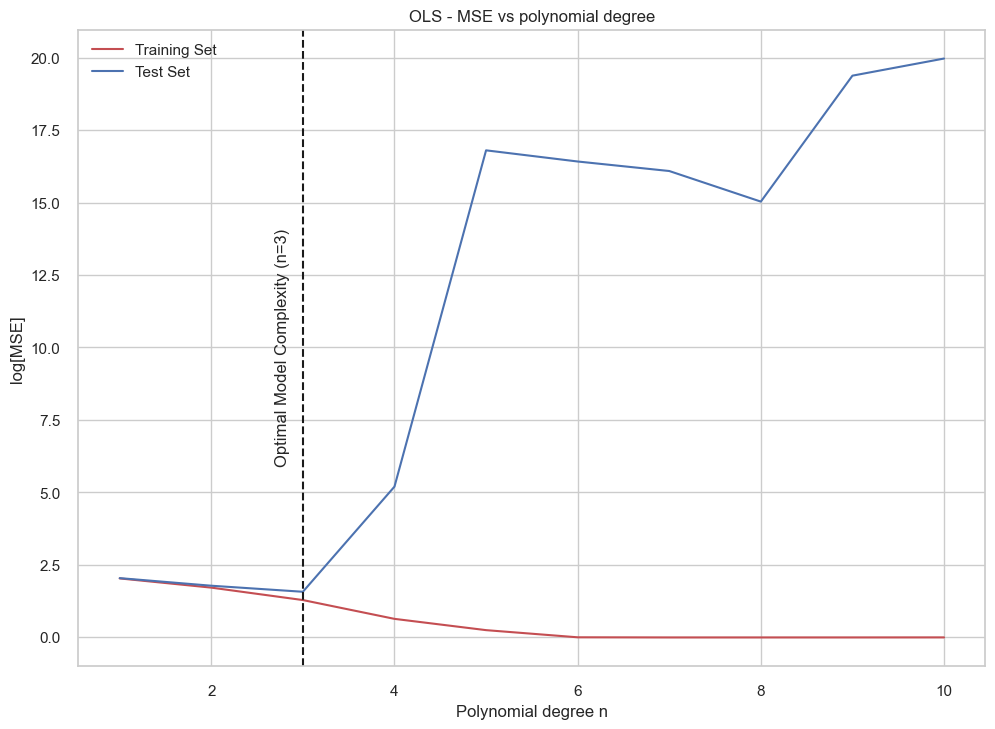 OLS - MSE vs polynomial degree
Training Set
Test Set
20.0
17.5
15.0
12.5
10.0
7.5
5.0
2.5
0.0
log[MSE]
Optimal Model Complexity (n=3)
2
4
6
8
10
Polynomial degree n